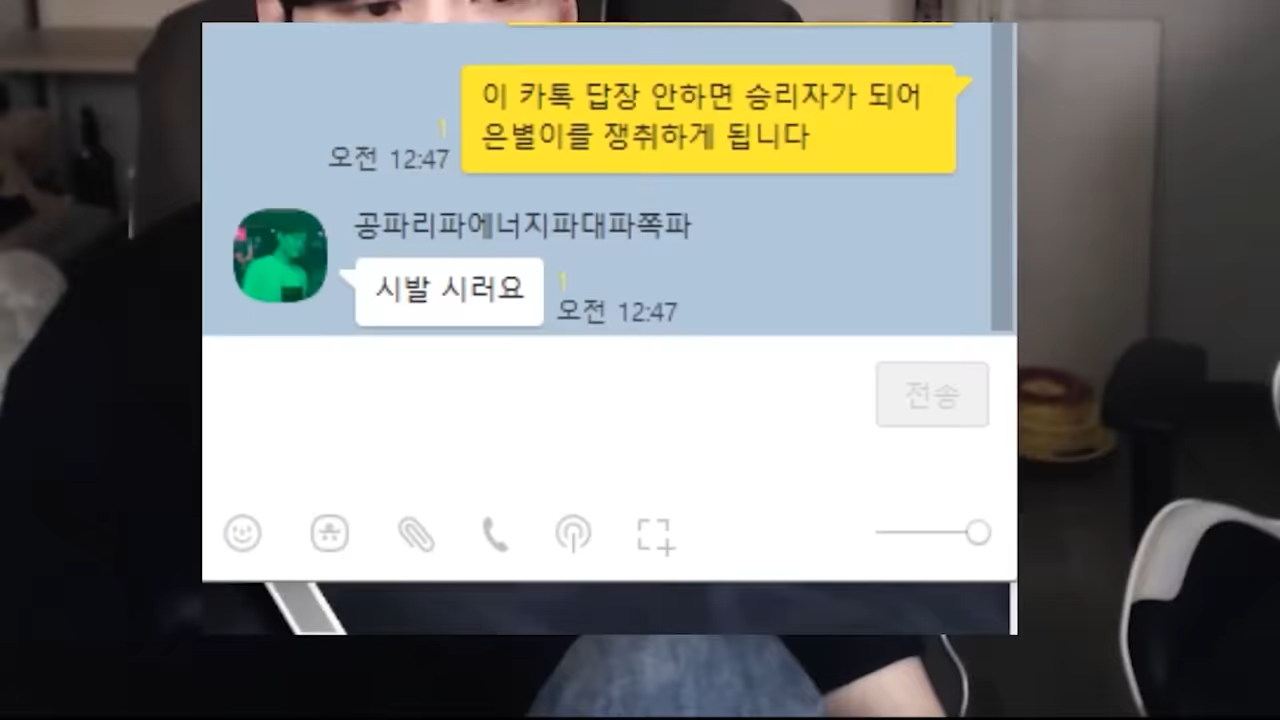 이 카톡 답장 안하면 승리자가 되어
은별이를 쟁취하게 됩니다
1
오전 12:47
공파리파에너지파대파쪽파
시발 시러요
1
오전 12:47
전송